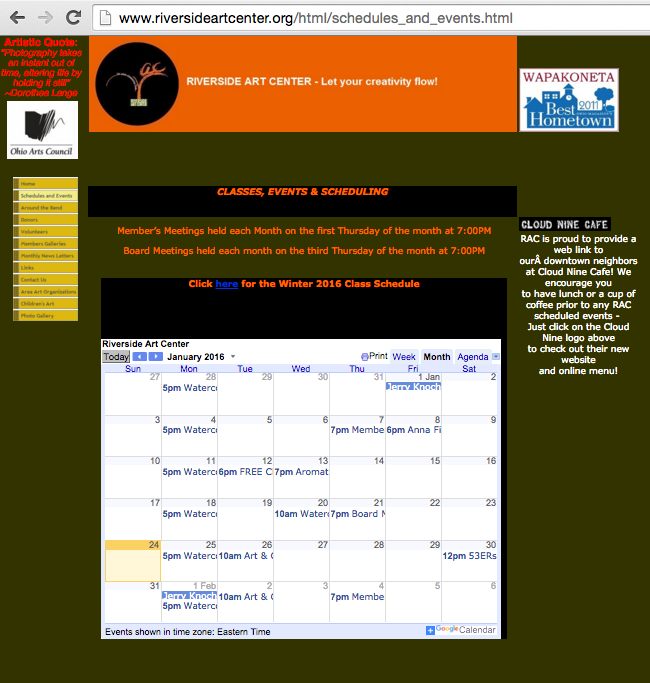 www.riversideartcenter.org/html/schedules_and_events.html
Artistic Quote:
"Photography takes
an instant out of
time, altering life by
holding it still"
~Dorothea Lange
Ohio Arts Council
Home
Schedules and Events
Around the Bend
Donors
Volunteers
Members Galleries
Monthly News Letters
Links
Contact Us
Area Art Organizations
Children's Art
Photo Gallery
RIVERSIDE ART CENTER - Let your creativity flow!
WAPAKONETA
2011
Best
Hometown
CLASSES, EVENTS & SCHEDULING
Member's Meetings held each Month on the first Thursday of the month at 7:00PM
Board Meetings held each month on the third Thursday of the month at 7:00PM
Click here for the Winter 2016 Class Schedule
Riverside Art Center
Today January 2016 Print Week Month Agenda
Sun Mon Tue Wed Thu Fri Sat
27 28 29 30 31 1 Jan 2
5pm Waterco Jerry Knoch
3 4 5 6 7 8 9
5pm Waterco 7pm Membe 6pm Anna Fi
10 11 12 13 14 15 16
5pm Waterco 6pm FREE C 7pm Aromat
17 18 19 20 21 22 23
5pm Waterco 10am Water 7pm Board M
24 25 26 27 28 29 30
5pm Waterco 10am Art & C 12pm 53ERs
31 1 Feb 2 3 4 5 6
Jerry Knoch 10am Art & C 7pm Membe
5pm Waterco
Events shown in time zone: Eastern Time
Google Calendar
CLOUD NINE CAFE
RAC is proud to provide a
web link to
ourÂ downtown neighbors
at Cloud Nine Cafe! We
encourage you
to have lunch or a cup of
coffee prior to any RAC
scheduled events -
Just click on the Cloud
Nine logo above
to check out their new
website
and online menu!